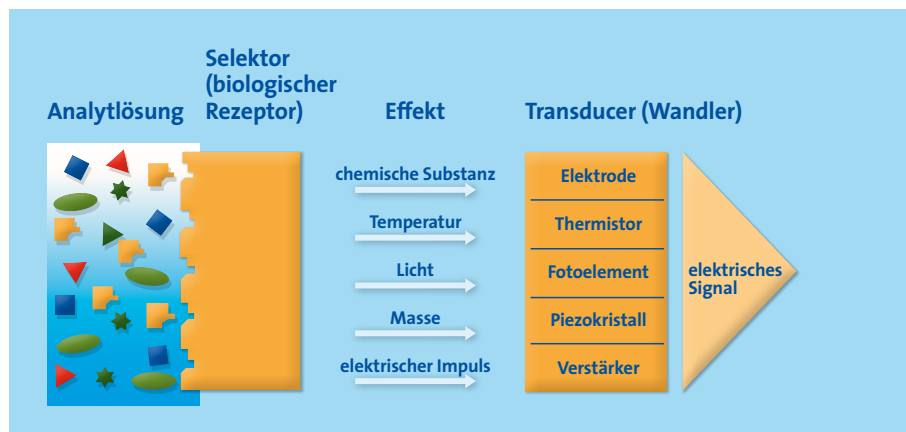 Analytlösung
Selektor
(biologischer
Rezeptor)
Effekt
Transducer (Wandler)
chemische Substanz
Temperatur
Licht
Masse
elektrischer Impuls
Elektrode
Thermistor
Fotoelement
Piezokristall
Verstärker
elektrisches
Signal